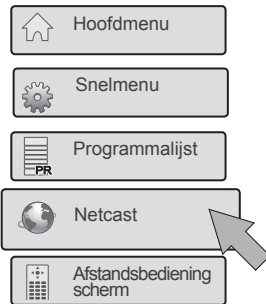 Hoofdmenu
Snelmenu
Programmalijst
PR
Netcast
Afstandsbediening
scherm